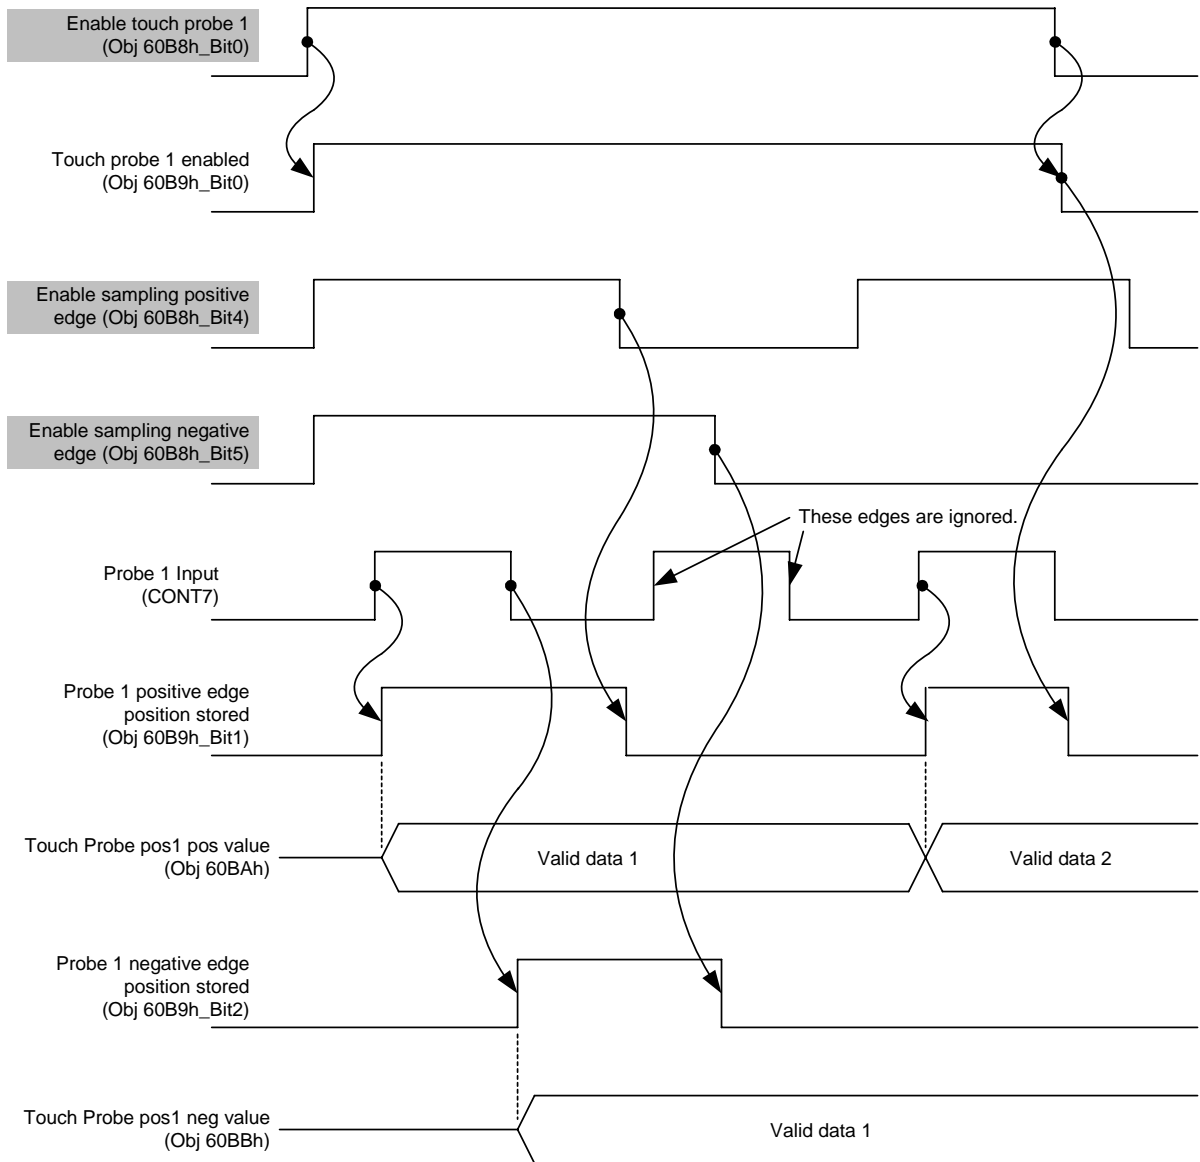 Enable touch probe 1
(Obj 60B8h_Bit0)
Touch probe 1 enabled
(Obj 60B9h_Bit0)
Enable sampling positive
edge (Obj 60B8h_Bit4)
Enable sampling negative
edge (Obj 60B8h_Bit5)
These edges are ignored.
Probe 1 Input
(CONT7)
Probe 1 positive edge
position stored
(Obj 60B9h_Bit1)
Touch Probe pos1 pos value
(Obj 60BAh)
Valid data 1
Valid data 2
Probe 1 negative edge
position stored
(Obj 60B9h_Bit2)
Touch Probe pos1 neg value
(Obj 60BBh)
Valid data 1